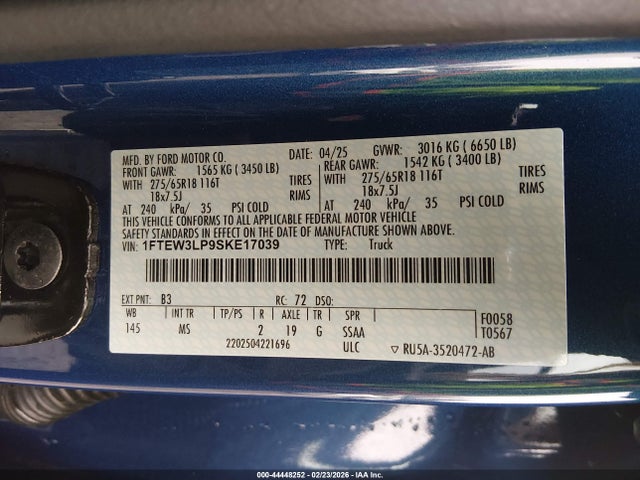 MFD. BY FORD MOTOR CO. DATE: 04/25 GVWR: 3016 KG ( 6650 LB)
FRONT GAWR: 1565 KG ( 3450 LB) REAR GAWR: 1542 KG ( 3400 LB)
WITH 275/65R18 116T TIRES WITH 275/65R18 116T TIRES
18x7.5J RIMS 18x7.5J RIMS
AT 240 kPa/ 35 PSI COLD AT 240 kPa/ 35 PSI COLD
THIS VEHICLE CONFORMS TO ALL APPLICABLE FEDERAL MOTOR VEHICLE
SAFETY STANDARDS IN EFFECT ON THE DATE OF MANUFACTURE SHOWN ABOVE.
VIN: 1FTEW3LP9SKE17039 TYPE: Truck
EXT PNT: B3 RC: 72 DSO:
WB INT TR TP/PS R AXLE TR SPR F0058
145 MS 2 19 G SSAA T0567
2202504221696 ULC RU5A-3520472-AB
000-44448252 - 02/23/2026 - COPART, INC.